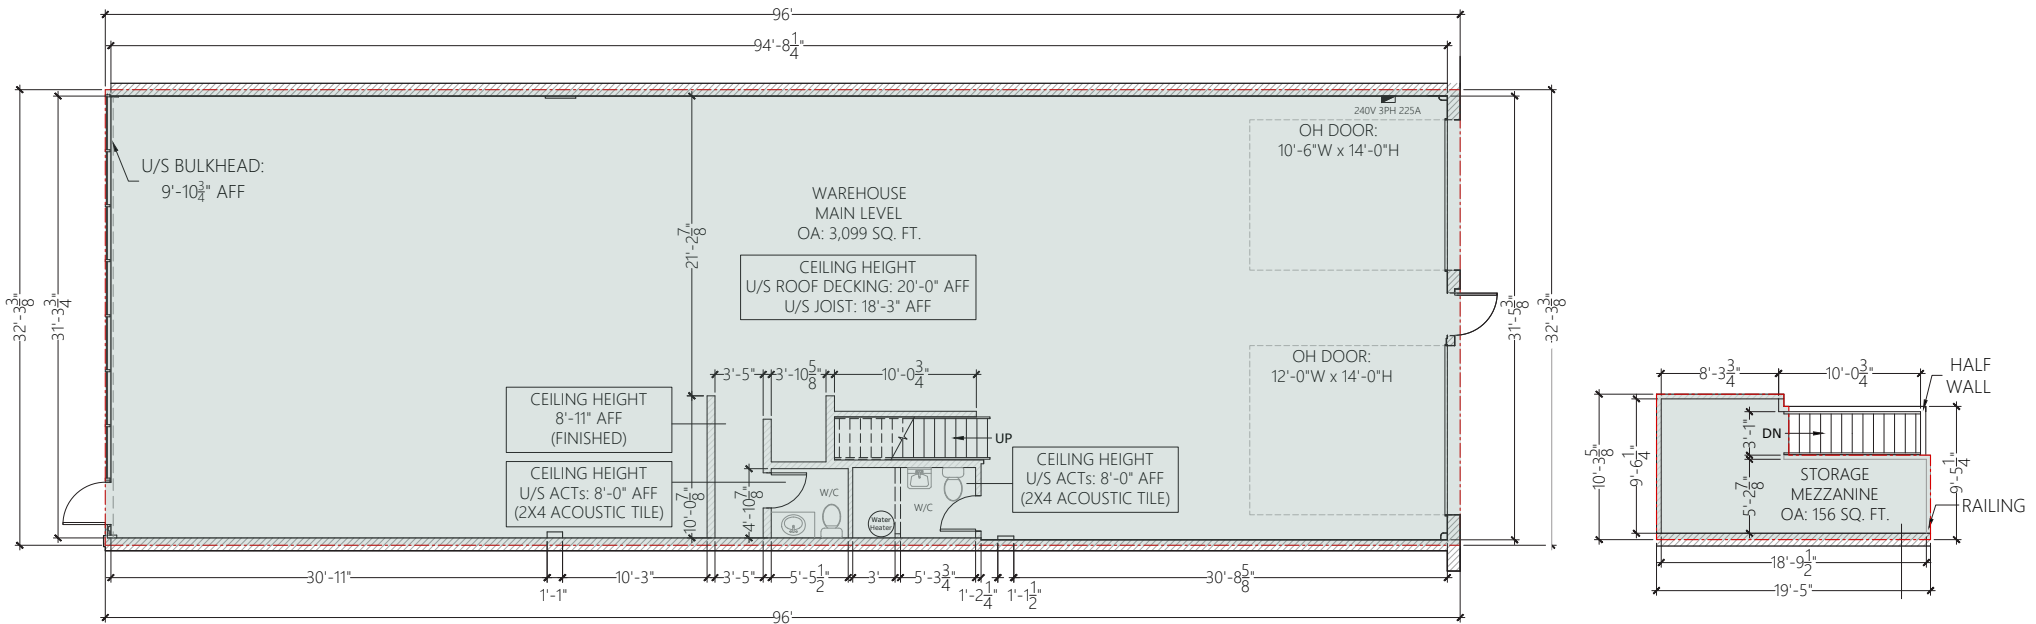 96'
94'-8 1/4"
32'-3 3/8"
31'-3 3/4"
U/S BULKHEAD:
9'-10 3/4" AFF
21'-2 7/8"
WAREHOUSE
MAIN LEVEL
OA: 3,099 SQ. FT.
CEILING HEIGHT
U/S ROOF DECKING: 20'-0" AFF
U/S JOIST: 18'-3" AFF
240V 3PH 225A
OH DOOR:
10'-6"W x 14'-0"H
OH DOOR:
12'-0"W x 14'-0"H
31'-5 3/8"
32'-3 3/8"
3'-5"
3'-10 5/8"
10'-0 3/4"
CEILING HEIGHT
8'-11" AFF
(FINISHED)
CEILING HEIGHT
U/S ACTs: 8'-0" AFF
(2X4 ACOUSTIC TILE)
UP
CEILING HEIGHT
U/S ACTs: 8'-0" AFF
(2X4 ACOUSTIC TILE)
10'-0 7/8"
4'-10 7/8"
W/C
Water
Heater
W/C
30'-11"
1'-1"
10'-3"
3'-5"
5'-5 1/2"
3'
5'-3 3/4"
1'-2 1/4"
1'-1 1/2"
30'-8 5/8"
96'
8'-3 3/4"
10'-0 3/4"
HALF
WALL
10'-3 5/8"
9'-6 1/4"
3'-1"
DN
5'-2 7/8"
STORAGE
MEZZANINE
OA: 156 SQ. FT.
9'-5 1/4"
RAILING
18'-9 1/2"
19'-5"